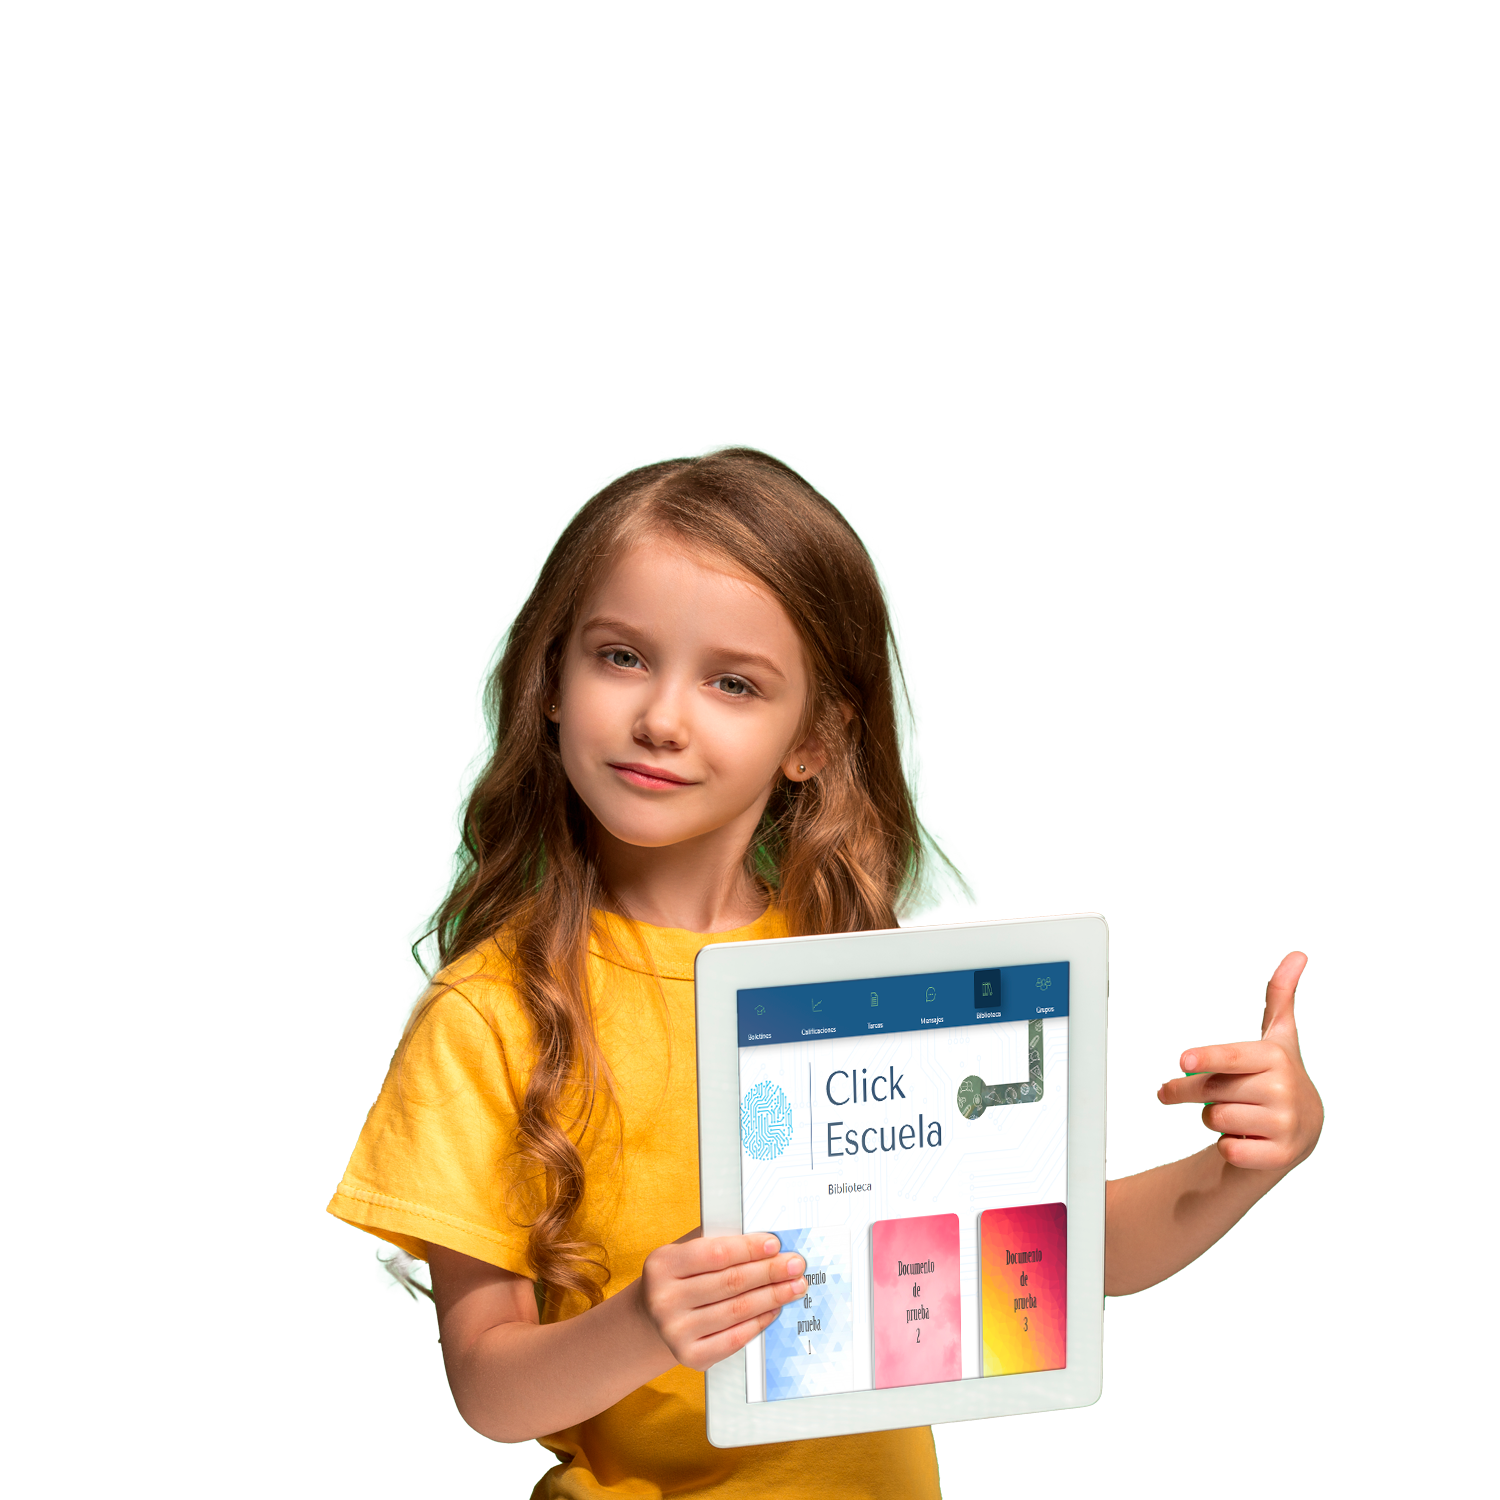 Boletines
Calificaciones
Tareas
Mensajes
Biblioteca
Grupos
Click
Escuela
Biblioteca
mento
de
prueba
1
Documento
de
prueba
2
Documento
de
prueba
3